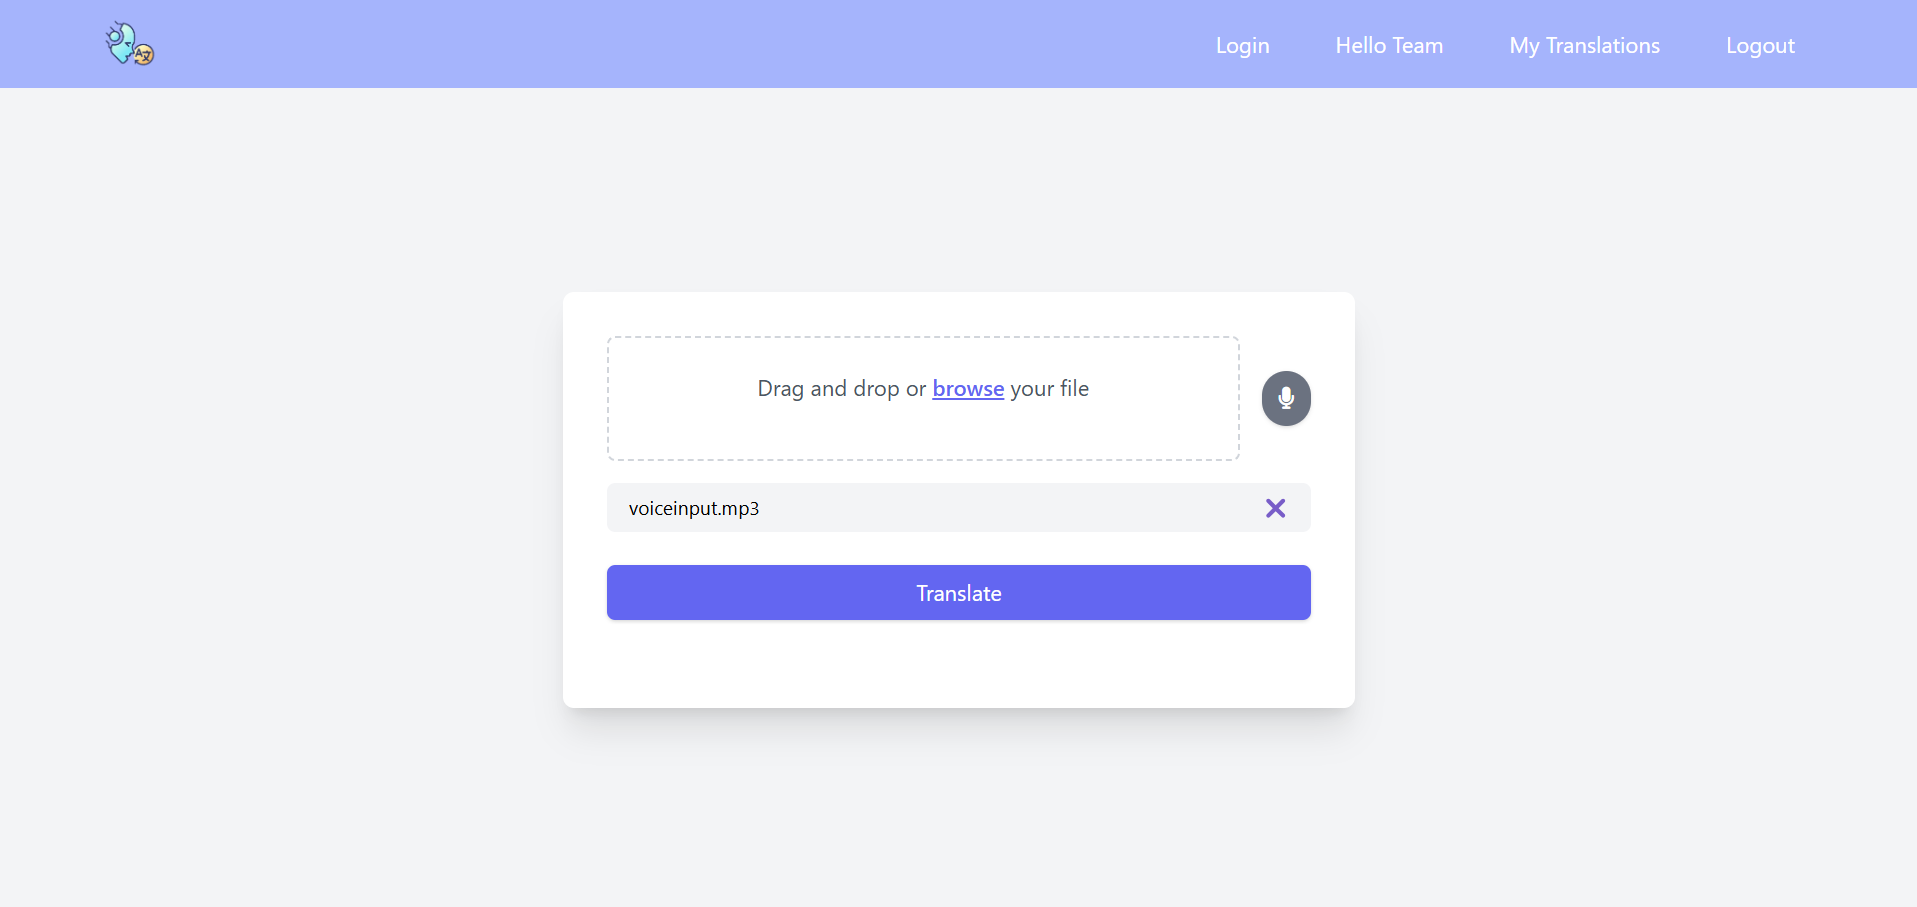 Login Hello Team My Translations Logout
Drag and drop or browse your file
voiceinput.mp3
Translate